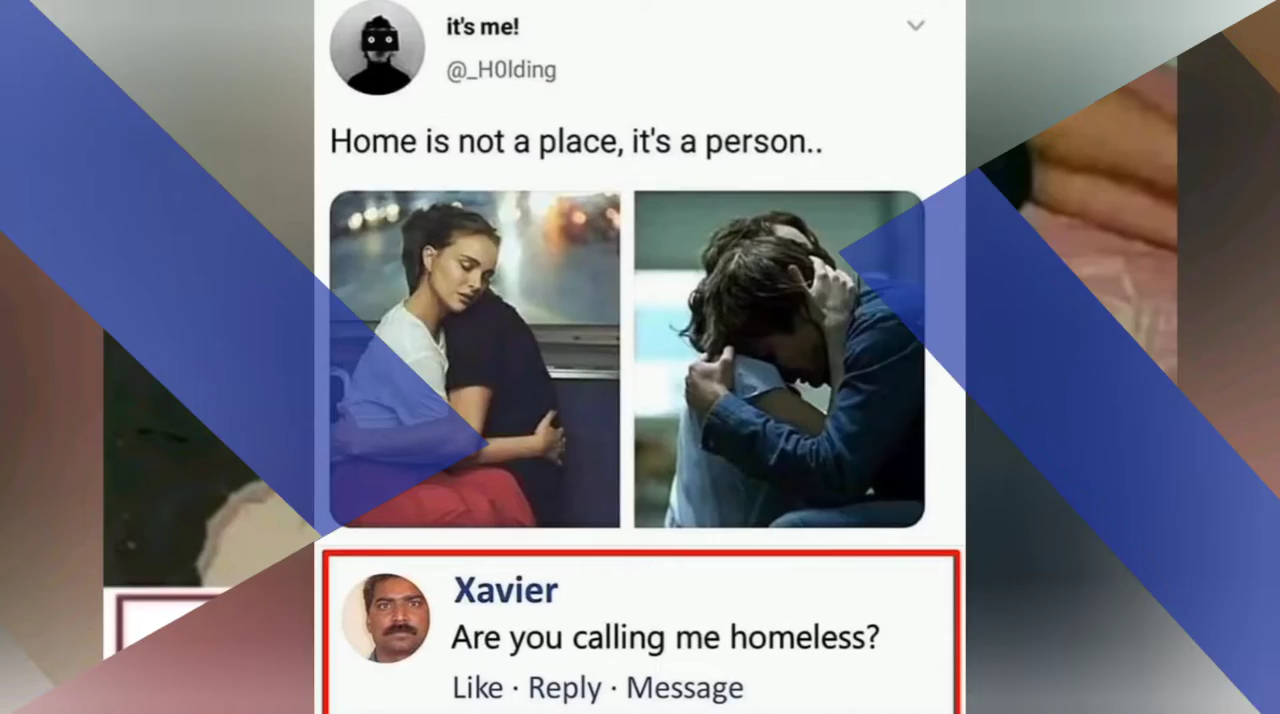 it's me!
@_H0lding
Home is not a place, it's a person..
Xavier
Are you calling me homeless?
Like · Reply · Message